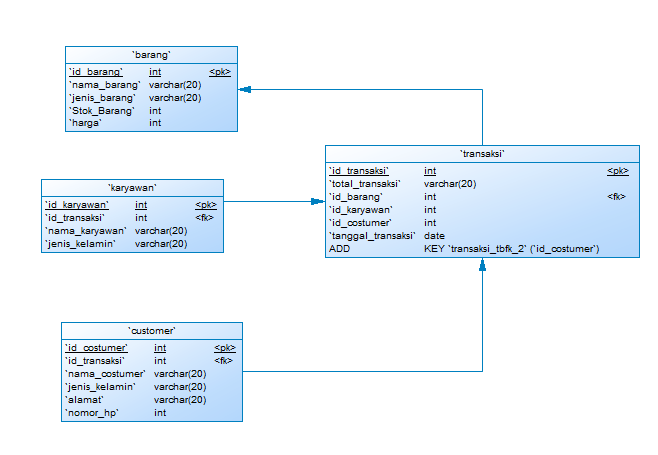 `barang`
`id_barang` int <pk>
`nama_barang` varchar(20)
`jenis_barang` varchar(20)
`Stok_Barang` int
`harga` int
`transaksi`
`id_transaksi` int <pk>
`total_transaksi` varchar(20)
`id_barang` int <fk>
`id_karyawan` int
`id_costumer` int
`tanggal_transaksi` date
ADD KEY `transaksi_tbfk_2` (`id_costumer`)
`karyawan`
`id_karyawan` int <pk>
`id_transaksi` int <fk>
`nama_karyawan` varchar(20)
`jenis_kelamin` varchar(20)
`customer`
`id_costumer` int <pk>
`id_transaksi` int <fk>
`nama_costumer` varchar(20)
`jenis_kelamin` varchar(20)
`alamat` varchar(20)
`nomor_hp` int